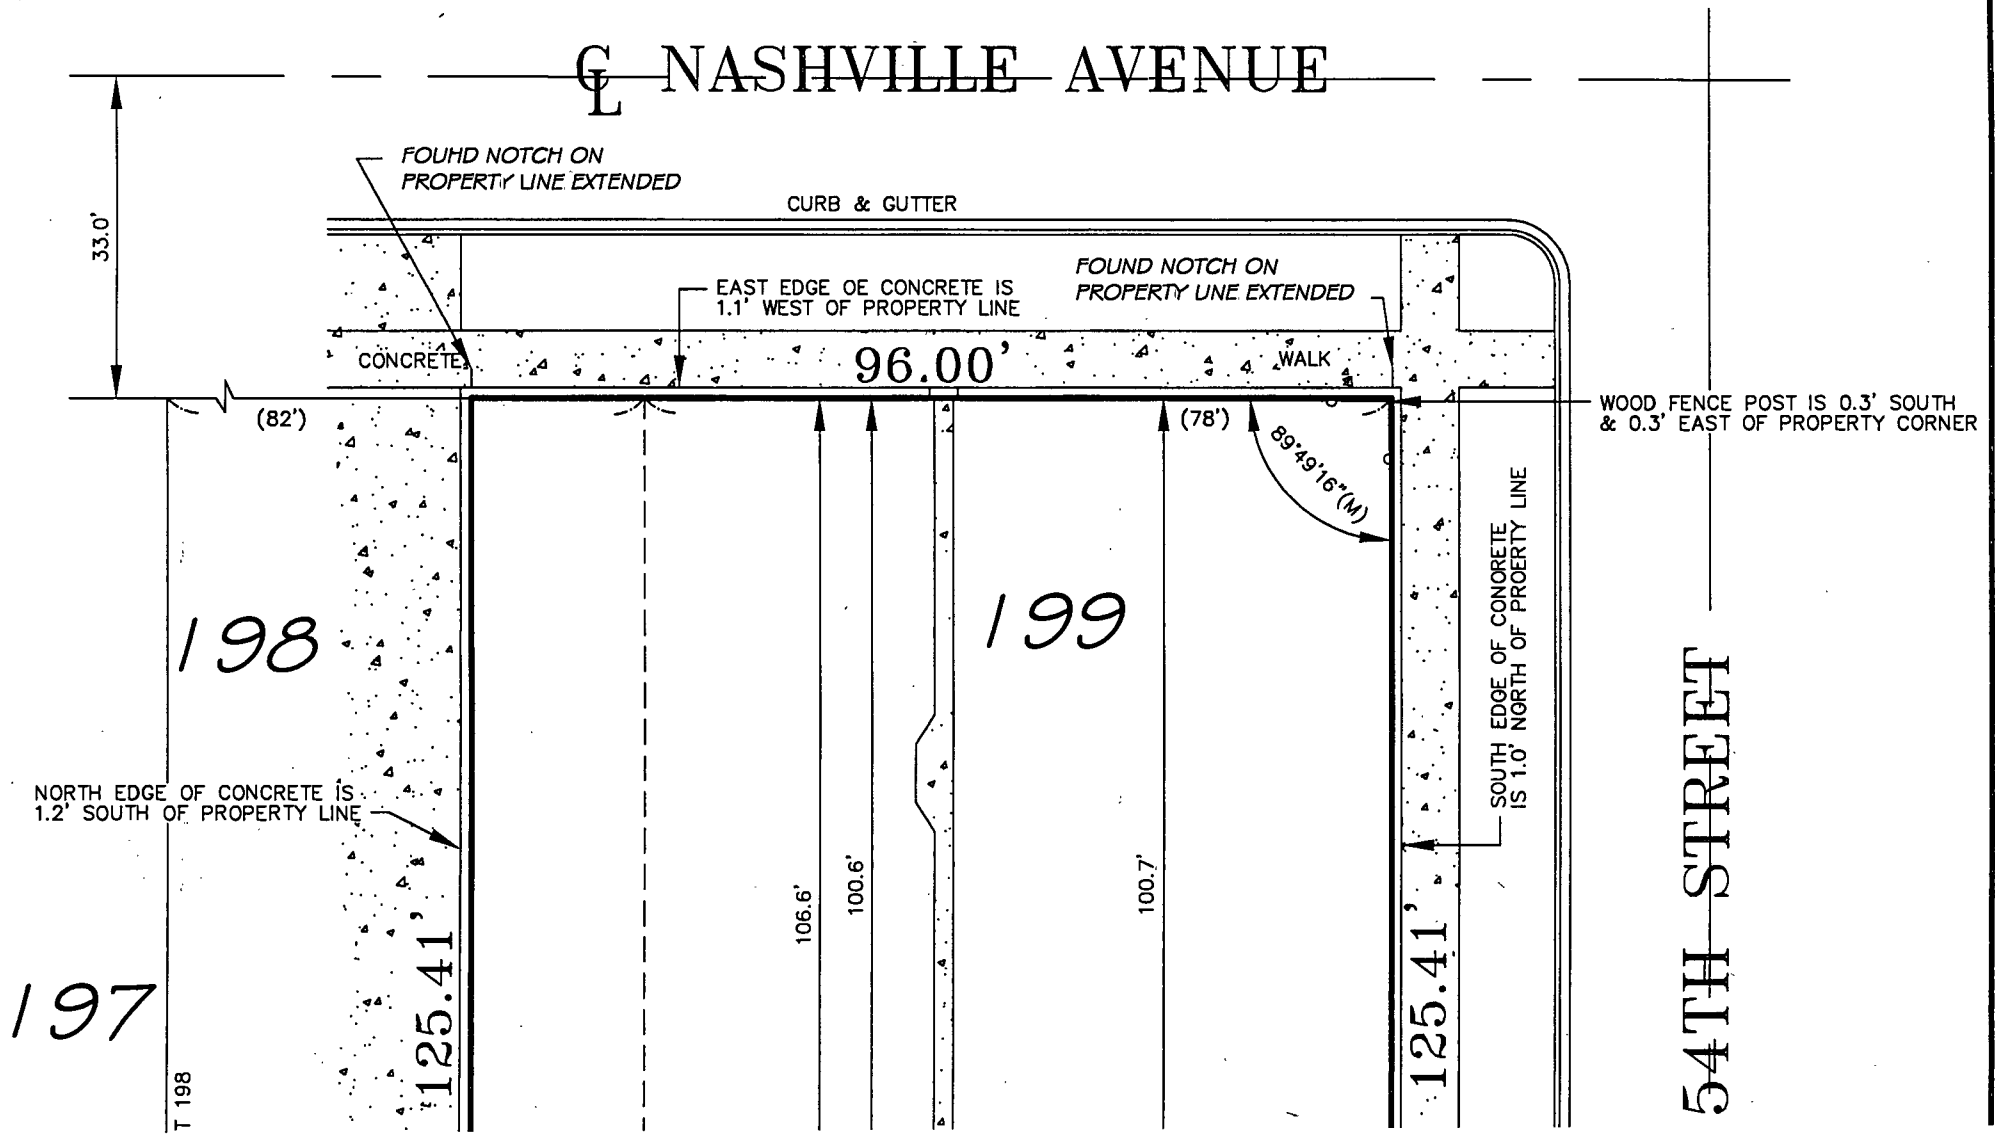 ℄ NASHVILLE AVENUE
FOUHD NOTCH ON
PROPERTY LINE EXTENDED
33.0'
CURB & GUTTER
EAST EDGE OE CONCRETE IS
1.1' WEST OF PROPERTY LINE
FOUND NOTCH ON
PROPERTY UNE EXTENDED
CONCRETE
96.00'
WALK
(82')
(78')
WOOD FENCE POST IS 0.3' SOUTH
& 0.3' EAST OF PROPERTY CORNER
89°49'16"(M)
SOUTH EDGE OF CONCRETE
IS 1.0' NORTH OF PROERTY LINE
198
199
NORTH EDGE OF CONCRETE IS
1.2' SOUTH OF PROPERTY LINE
106.6'
100.6'
100.7'
125.41'
125.41'
197
T 198
54TH STREET